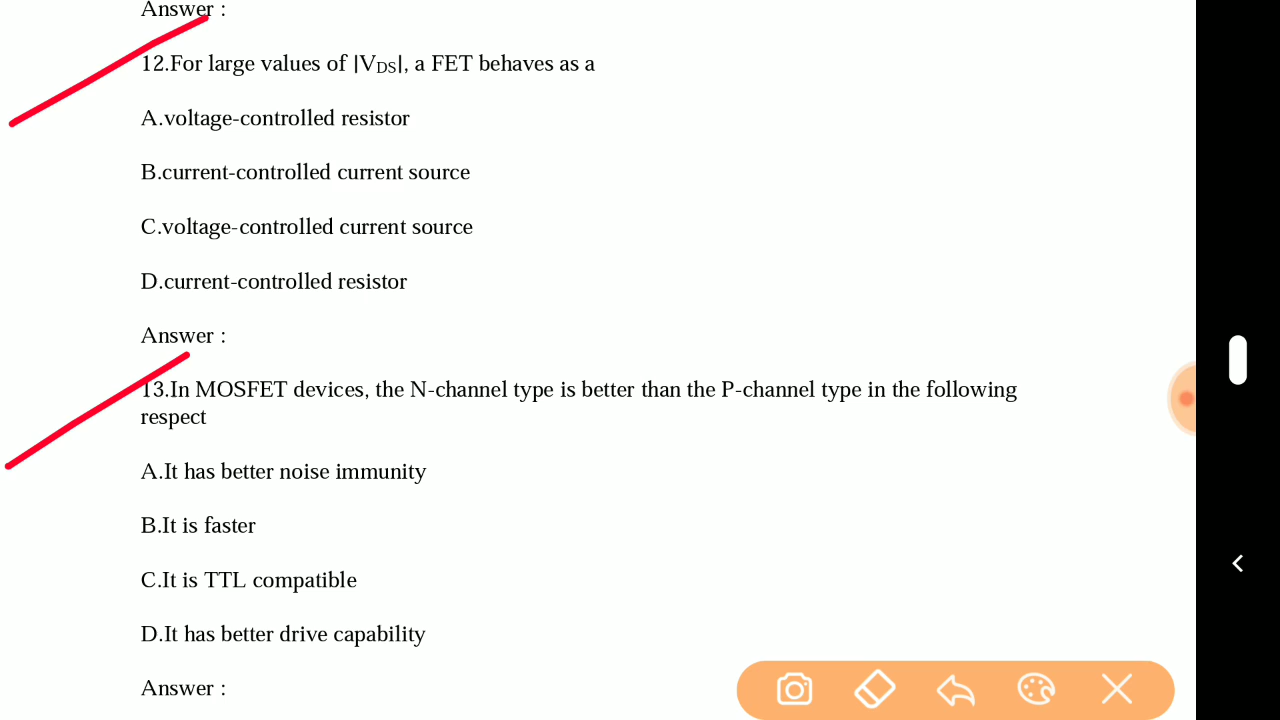 Answer :
12.For large values of |VDS|, a FET behaves as a
A.voltage-controlled resistor
B.current-controlled current source
C.voltage-controlled current source
D.current-controlled resistor
Answer :
13.In MOSFET devices, the N-channel type is better than the P-channel type in the following
respect
A.It has better noise immunity
B.It is faster
C.It is TTL compatible
D.It has better drive capability
Answer :